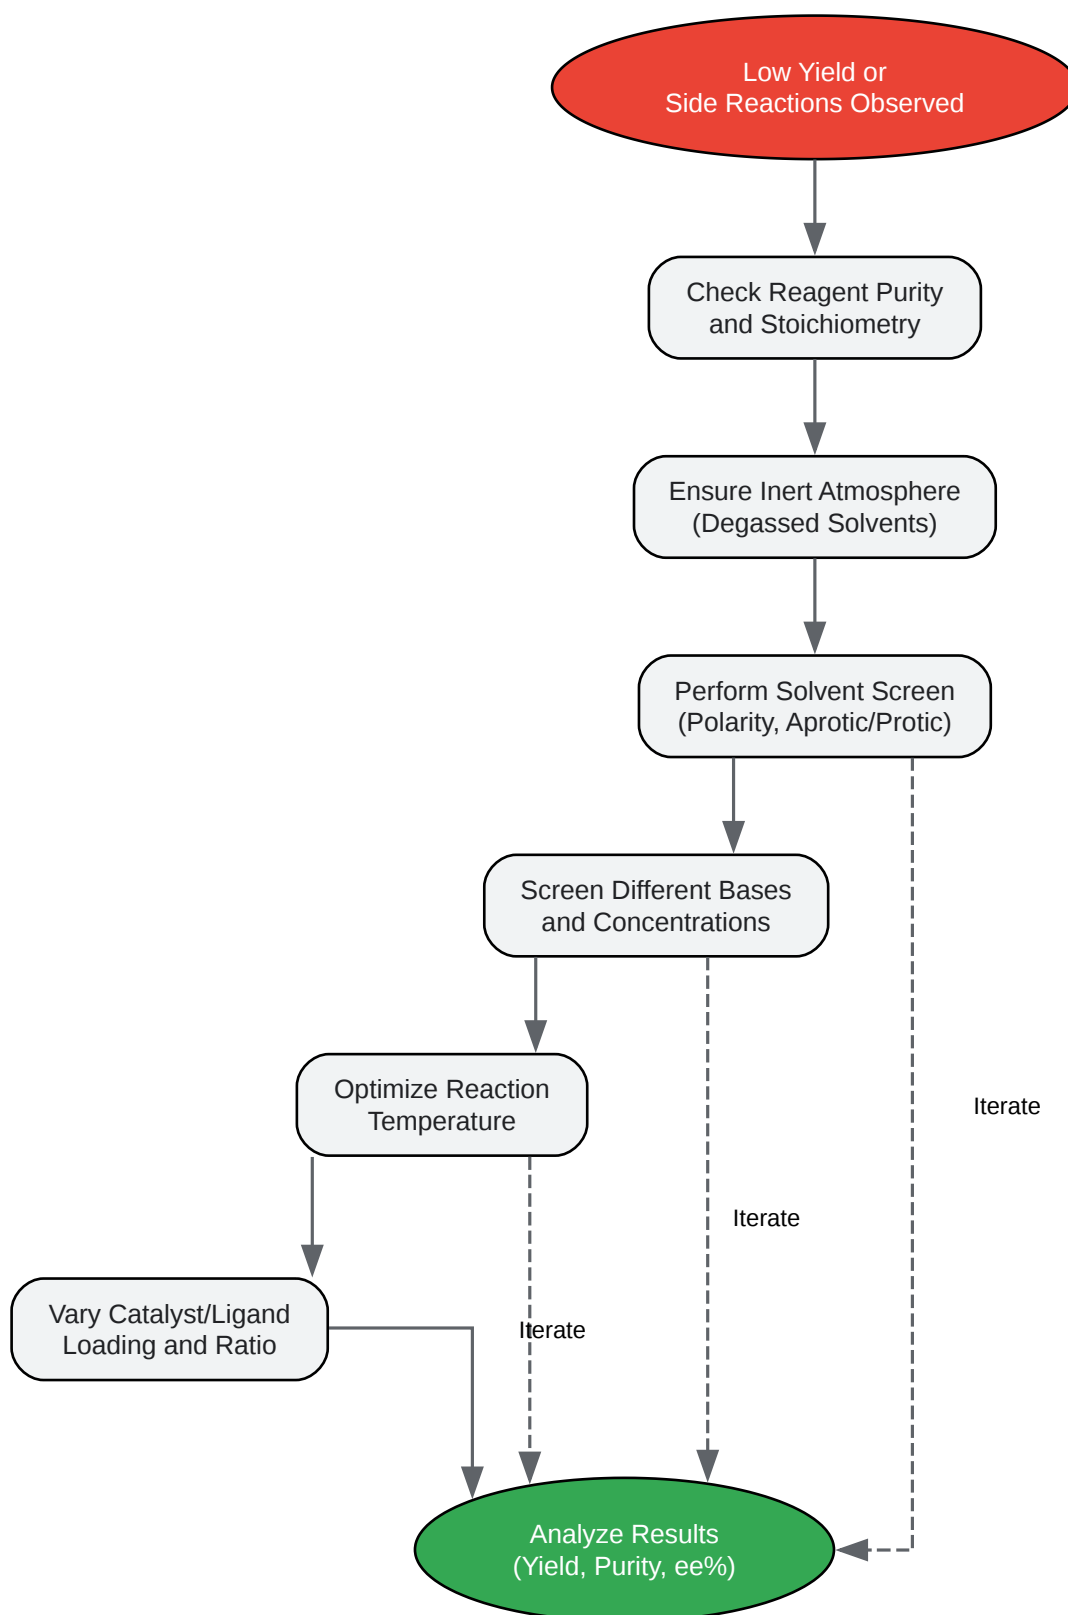 Low Yield or
Side Reactions Observed
Check Reagent Purity
and Stoichiometry
Ensure Inert Atmosphere
(Degassed Solvents)
Perform Solvent Screen
(Polarity, Aprotic/Protic)
Screen Different Bases
and Concentrations
Optimize Reaction
Temperature
Iterate
Iterate
Vary Catalyst/Ligand
Loading and Ratio
Iterate
Analyze Results
(Yield, Purity, ee%)